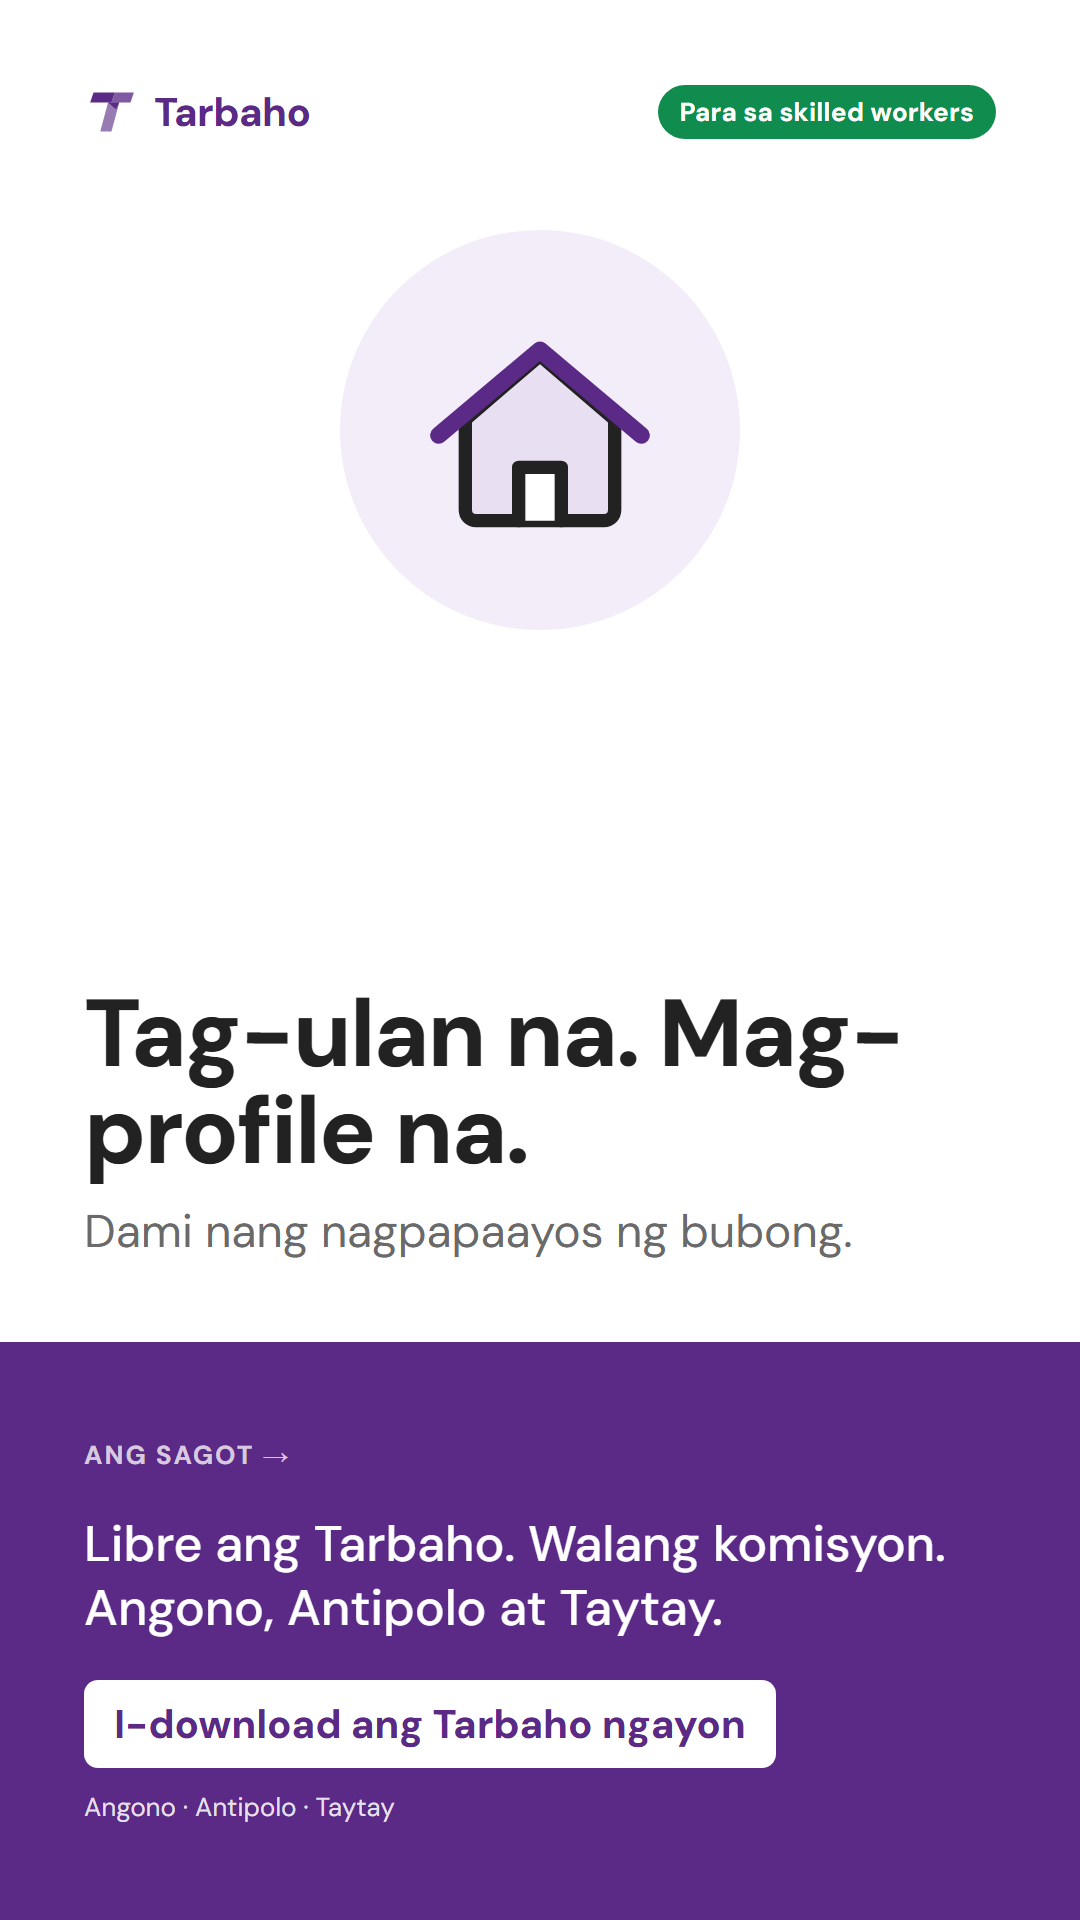 Tarbaho
Para sa skilled workers
Tag-ulan na. Mag-
profile na.
Dami nang nagpapaayos ng bubong.
ANG SAGOT →
Libre ang Tarbaho. Walang komisyon.
Angono, Antipolo at Taytay.
I-download ang Tarbaho ngayon
Angono · Antipolo · Taytay